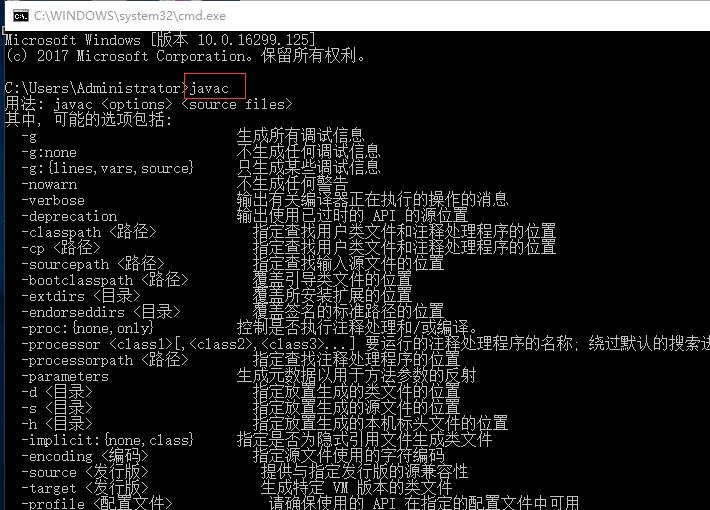 C:\WINDOWS\system32\cmd.exe
Microsoft Windows [版本 10.0.16299.125]
(c) 2017 Microsoft Corporation。保留所有权利。
C:\Users\Administrator>javac
用法: javac <options> <source files>
其中, 可能的选项包括:
-g 生成所有调试信息
-g:none 不生成任何调试信息
-g:{lines,vars,source} 只生成某些调试信息
-nowarn 不生成任何警告
-verbose 输出有关编译器正在执行的操作的消息
-deprecation 输出使用已过时的 API 的源位置
-classpath <路径> 指定查找用户类文件和注释处理程序的位置
-cp <路径> 指定查找用户类文件和注释处理程序的位置
-sourcepath <路径> 指定查找输入源文件的位置
-bootclasspath <路径> 覆盖引导类文件的位置
-extdirs <目录> 覆盖所安装扩展的位置
-endorseddirs <目录> 覆盖签名的标准路径的位置
-proc:{none,only} 控制是否执行注释处理和/或编译。
-processor <class1>[,<class2>,<class3>...] 要运行的注释处理程序的名称; 绕过默认的搜索进
-processorpath <路径> 指定查找注释处理程序的位置
-parameters 生成元数据以用于方法参数的反射
-d <目录> 指定放置生成的类文件的位置
-s <目录> 指定放置生成的源文件的位置
-h <目录> 指定放置生成的本机标头文件的位置
-implicit:{none,class} 指定是否为隐式引用文件生成类文件
-encoding <编码> 指定源文件使用的字符编码
-source <发行版> 提供与指定发行版的源兼容性
-target <发行版> 生成特定 VM 版本的类文件
-profile <配置文件> 请确保使用的 API 在指定的配置文件中可用